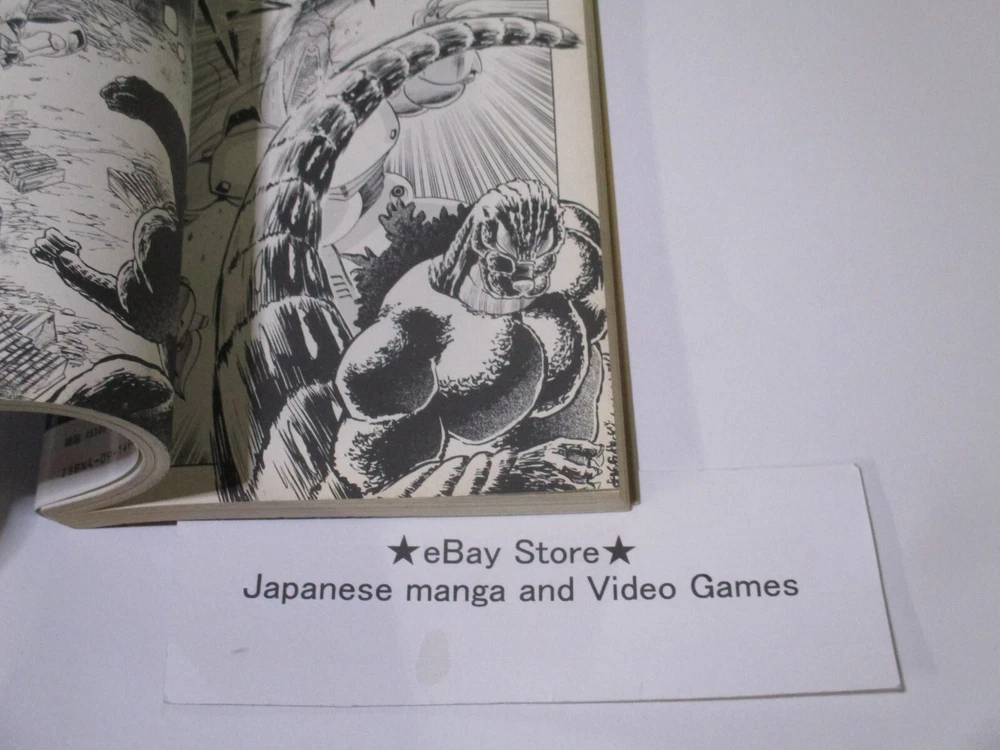 ★eBay Store★
Japanese manga and Video Games